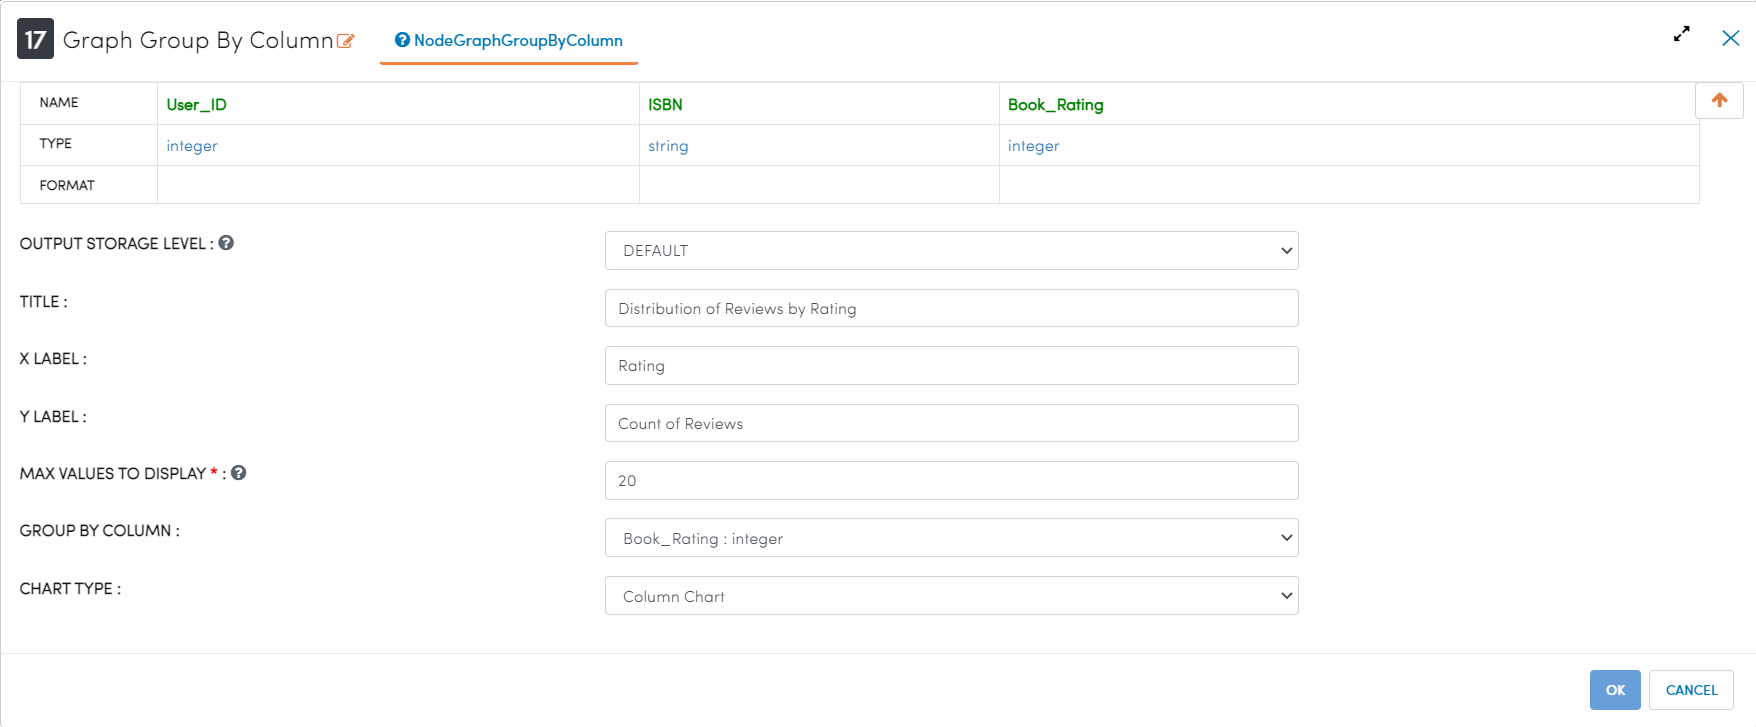 17 Graph Group By Column NodeGraphGroupByColumn
NAME User_ID ISBN Book_Rating
TYPE integer string integer
FORMAT
OUTPUT STORAGE LEVEL : DEFAULT
TITLE : Distribution of Reviews by Rating
X LABEL : Rating
Y LABEL : Count of Reviews
MAX VALUES TO DISPLAY * : 20
GROUP BY COLUMN : Book_Rating : integer
CHART TYPE : Column Chart
OK CANCEL